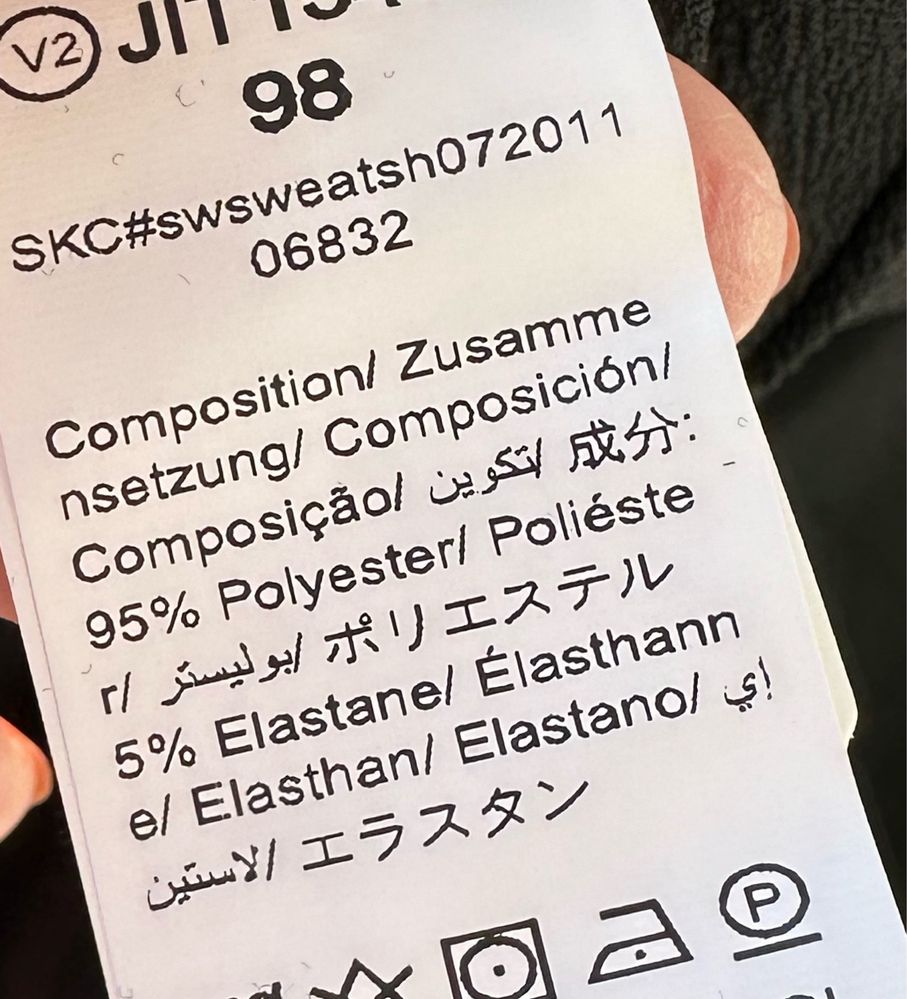 V2
98
SKC#swsweatsh072011
06832
Composition/ Zusamme
nsetzung/ Composición/
Composição/ تكوين/ 成分:
95% Polyester/ Poliéste
r/ بوليستر/ ポリエステル
5% Elastane/ Élasthann
e/ Elasthan/ Elastano/ إي
لاستين/ エラスタン
P